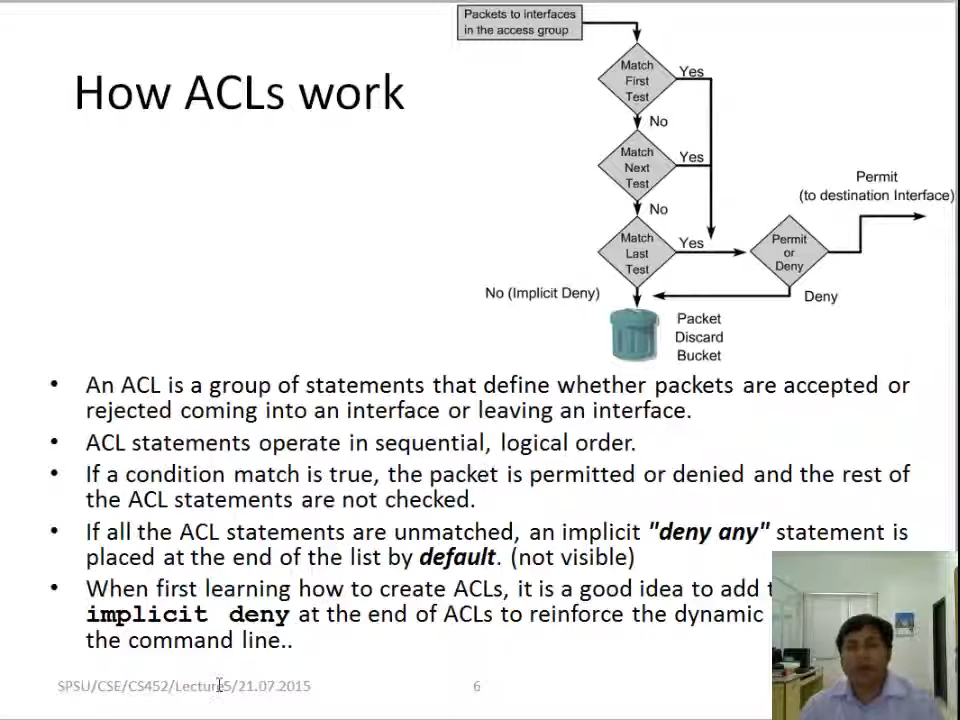 Packets to interfaces
in the access group
How ACLs work
Match
First
Test
Yes
No
Match
Next
Test
Yes
No
Match
Last
Test
Yes
Permit
or
Deny
Permit
(to destination Interface)
No (Implicit Deny)
Deny
Packet
Discard
Bucket
• An ACL is a group of statements that define whether packets are accepted or
rejected coming into an interface or leaving an interface.
• ACL statements operate in sequential, logical order.
• If a condition match is true, the packet is permitted or denied and the rest of
the ACL statements are not checked.
• If all the ACL statements are unmatched, an implicit "deny any" statement is
placed at the end of the list by default. (not visible)
• When first learning how to create ACLs, it is a good idea to add
implicit deny at the end of ACLs to reinforce the dynamic
the command line..
SPSU/CSE/CS452/Lecture5/21.07.2015
6